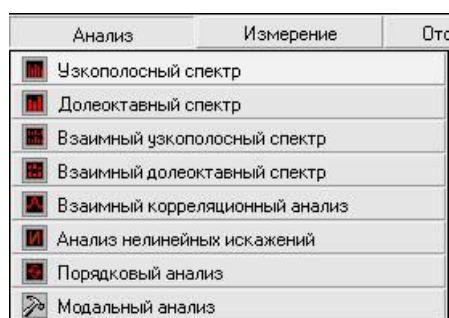 Анализ Измерение Ото
Узкополосный спектр
Долеоктавный спектр
Взаимный узкополосный спектр
Взаимный долеоктавный спектр
Взаимный корреляционный анализ
Анализ нелинейных искажений
Порядковый анализ
Модальный анализ